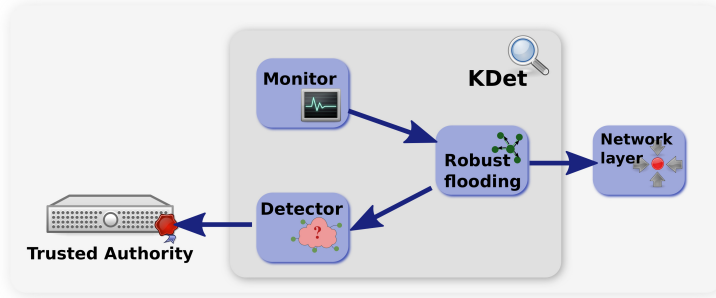 KDet
Monitor
Robust
flooding
Network
layer
Detector
?
Trusted Authority